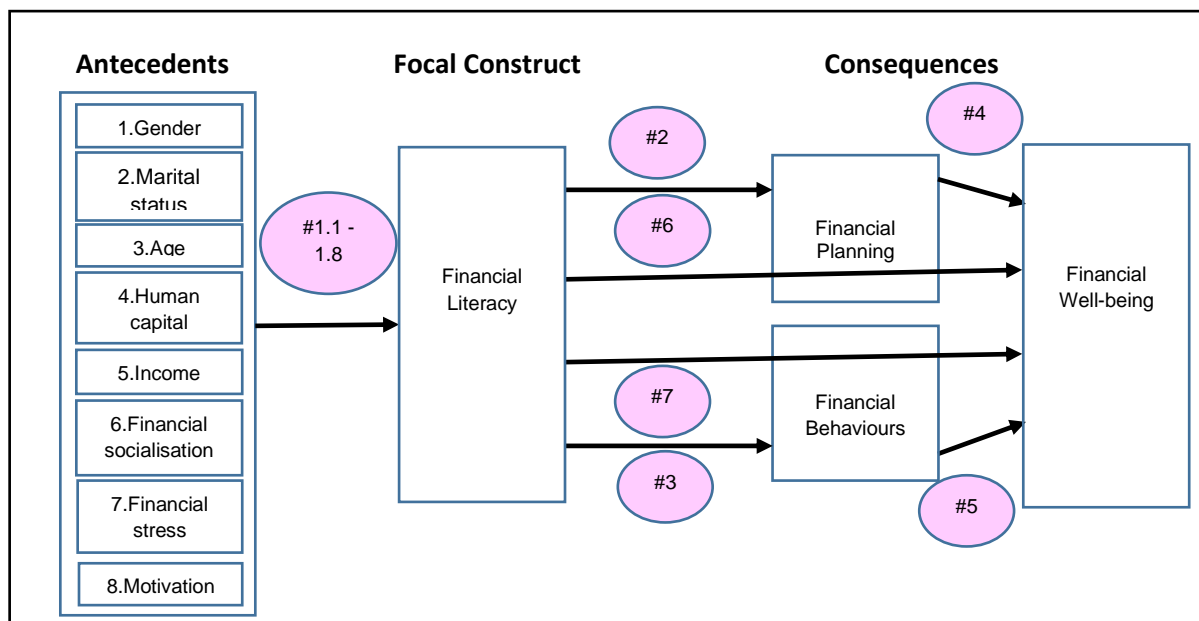 Antecedents
Focal Construct
Consequences
1.Gender
2.Marital
status
3.Age
4.Human
capital
5.Income
6.Financial
socialisation
7.Financial
stress
8.Motivation
#1.1 -
1.8
Financial
Literacy
#2
#6
#7
#3
Financial
Planning
Financial
Behaviours
#4
#5
Financial
Well-being